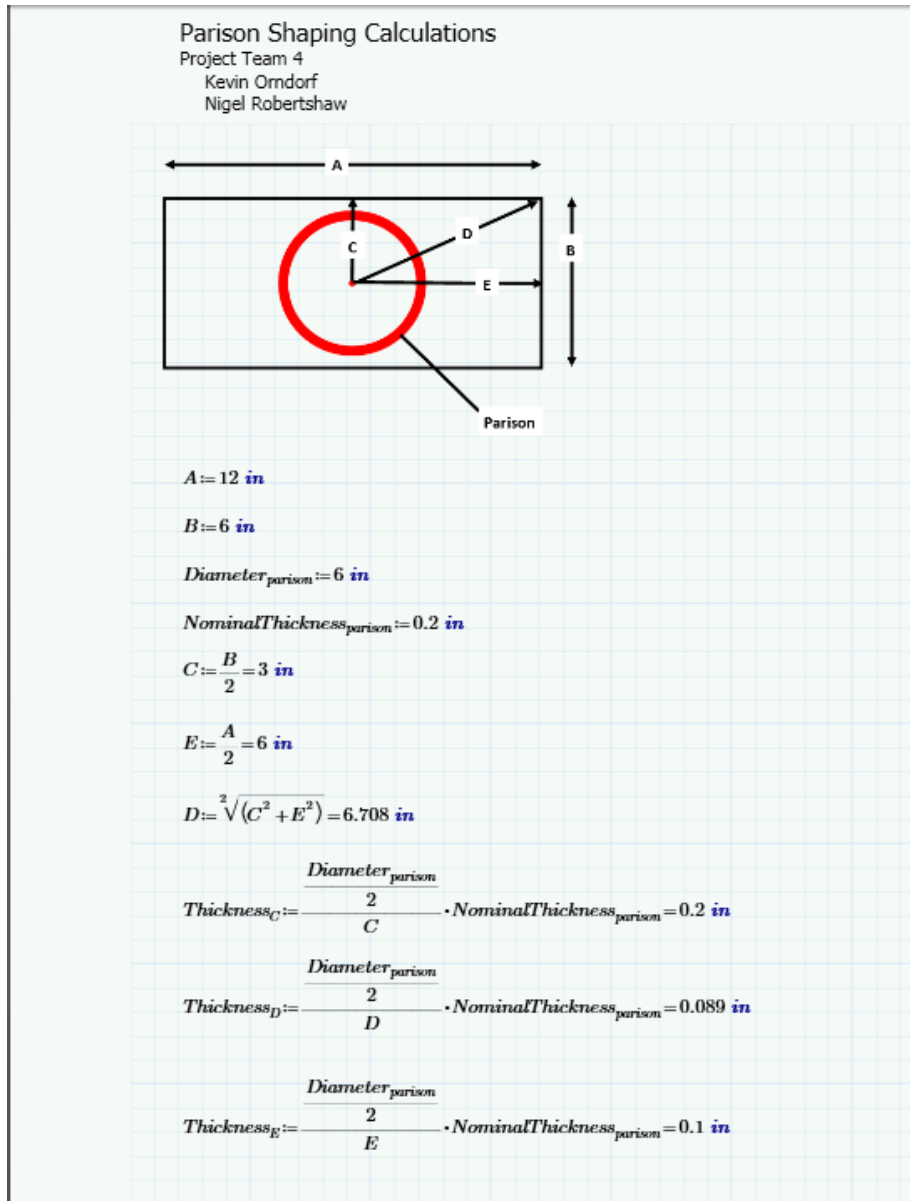 Parison Shaping Calculations
Project Team 4
Kevin Orndorf
Nigel Robertshaw
A
C
D
B
E
Parison
A:=12 in
B:=6 in
Diameter_parison:=6 in
NominalThickness_parison:=0.2 in
C:=B/2=3 in
E:=A/2=6 in
D:=²√(C²+E²)=6.708 in
Thickness_C:=((Diameter_parison/2)/C)·NominalThickness_parison=0.2 in
Thickness_D:=((Diameter_parison/2)/D)·NominalThickness_parison=0.089 in
Thickness_E:=((Diameter_parison/2)/E)·NominalThickness_parison=0.1 in